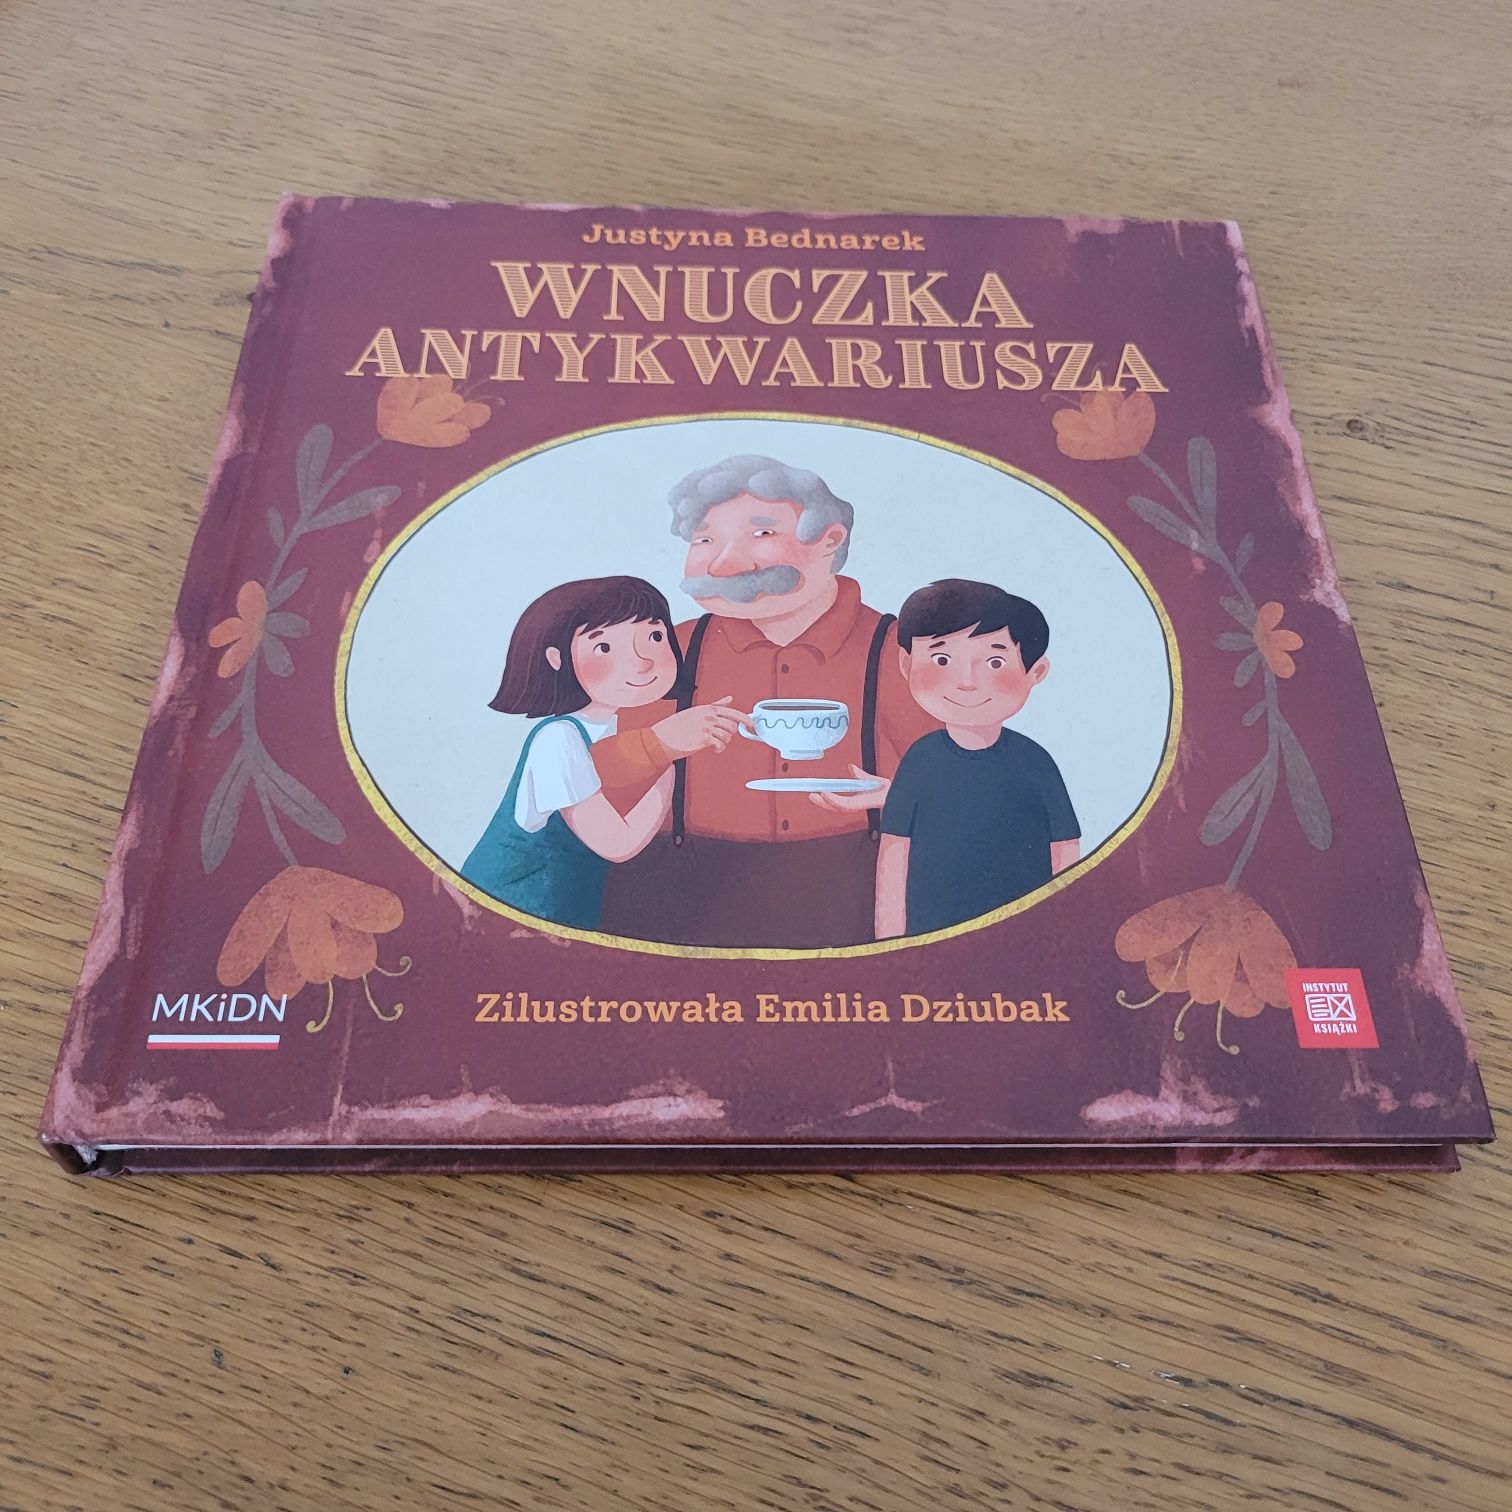 Justyna Bednarek
WNUCZKA
ANTYKWARIUSZA
Zilustrowała Emilia Dziubak
MKiDN
INSTYTUT
KSIĄŻKI